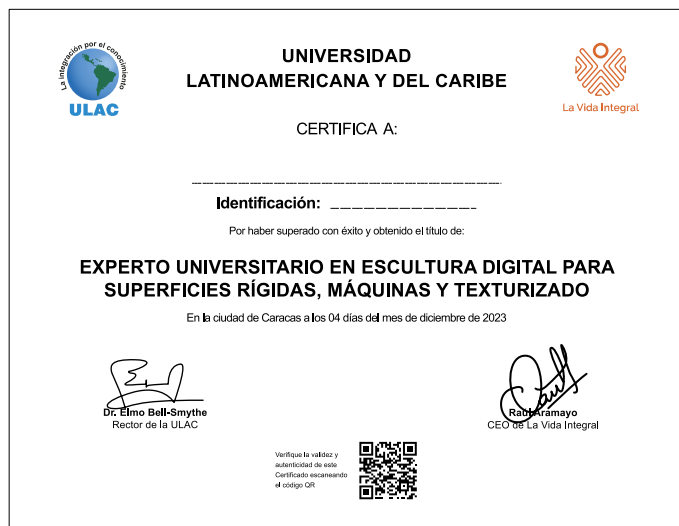 La integración por el conocimiento
ULAC
UNIVERSIDAD
LATINOAMERICANA Y DEL CARIBE
La Vida Integral
CERTIFICA A:
Identificación:
Por haber superado con éxito y obtenido el título de:
EXPERTO UNIVERSITARIO EN ESCULTURA DIGITAL PARA
SUPERFICIES RÍGIDAS, MÁQUINAS Y TEXTURIZADO
En la ciudad de Caracas a los 04 días del mes de diciembre de 2023
Dr. Elmo Bell-Smythe
Rector de la ULAC
Raúl Aramayo
CEO de La Vida Integral
Verifique la validez y
autenticidad de este
Certificado escaneando
el código QR